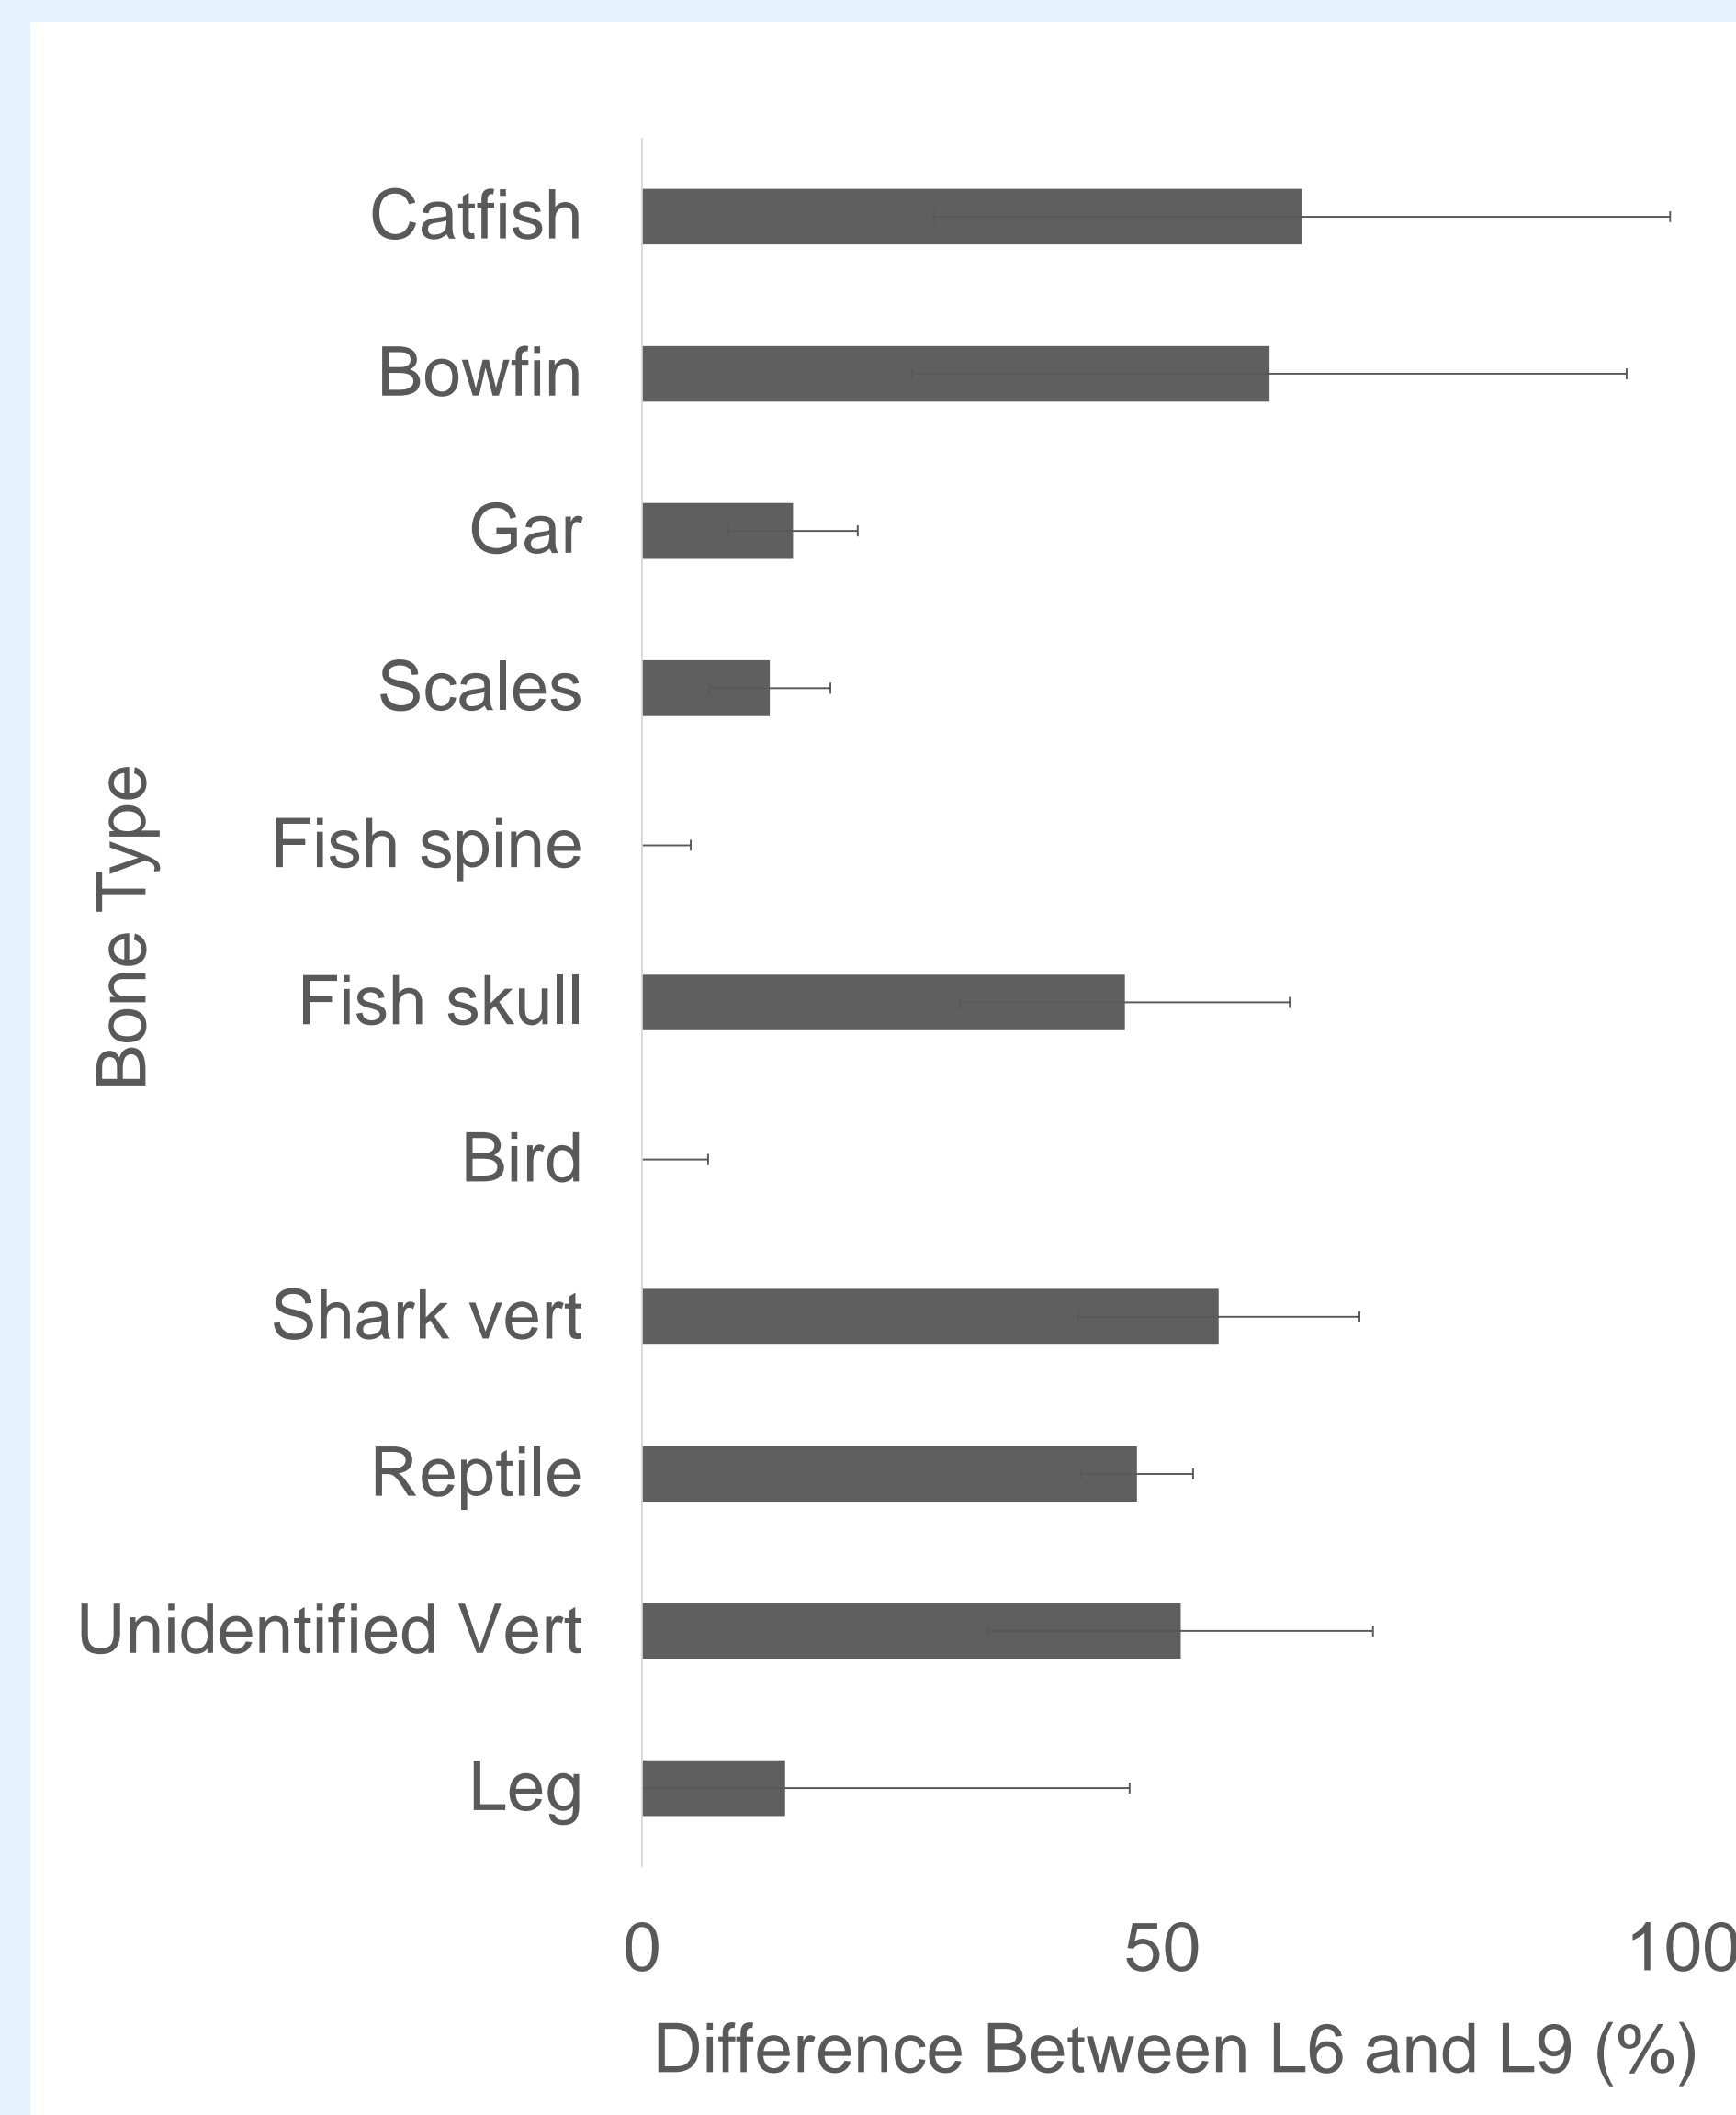 Catfish
Bowfin
Gar
Scales
Fish spine
Fish skull
Bird
Shark vert
Reptile
Unidentified Vert
Leg
Bone Type
0 50 100
Difference Between L6 and L9 (%)